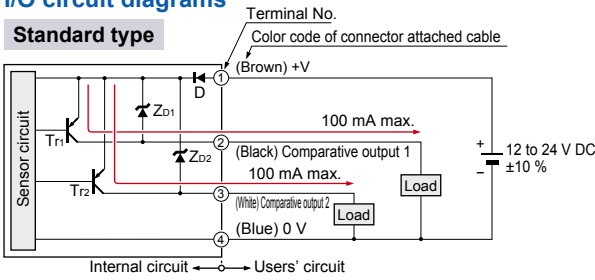 I/O circuit diagrams
Terminal No.
Standard type
Color code of connector attached cable
(Brown) +V
1
D
Sensor circuit
ZD1
100 mA max.
Tr1
2
(Black) Comparative output 1
+
12 to 24 V DC
±10 %
−
ZD2
100 mA max.
Load
Tr2
3
(White) Comparative output 2
Load
4
(Blue) 0 V
Internal circuit
Users' circuit